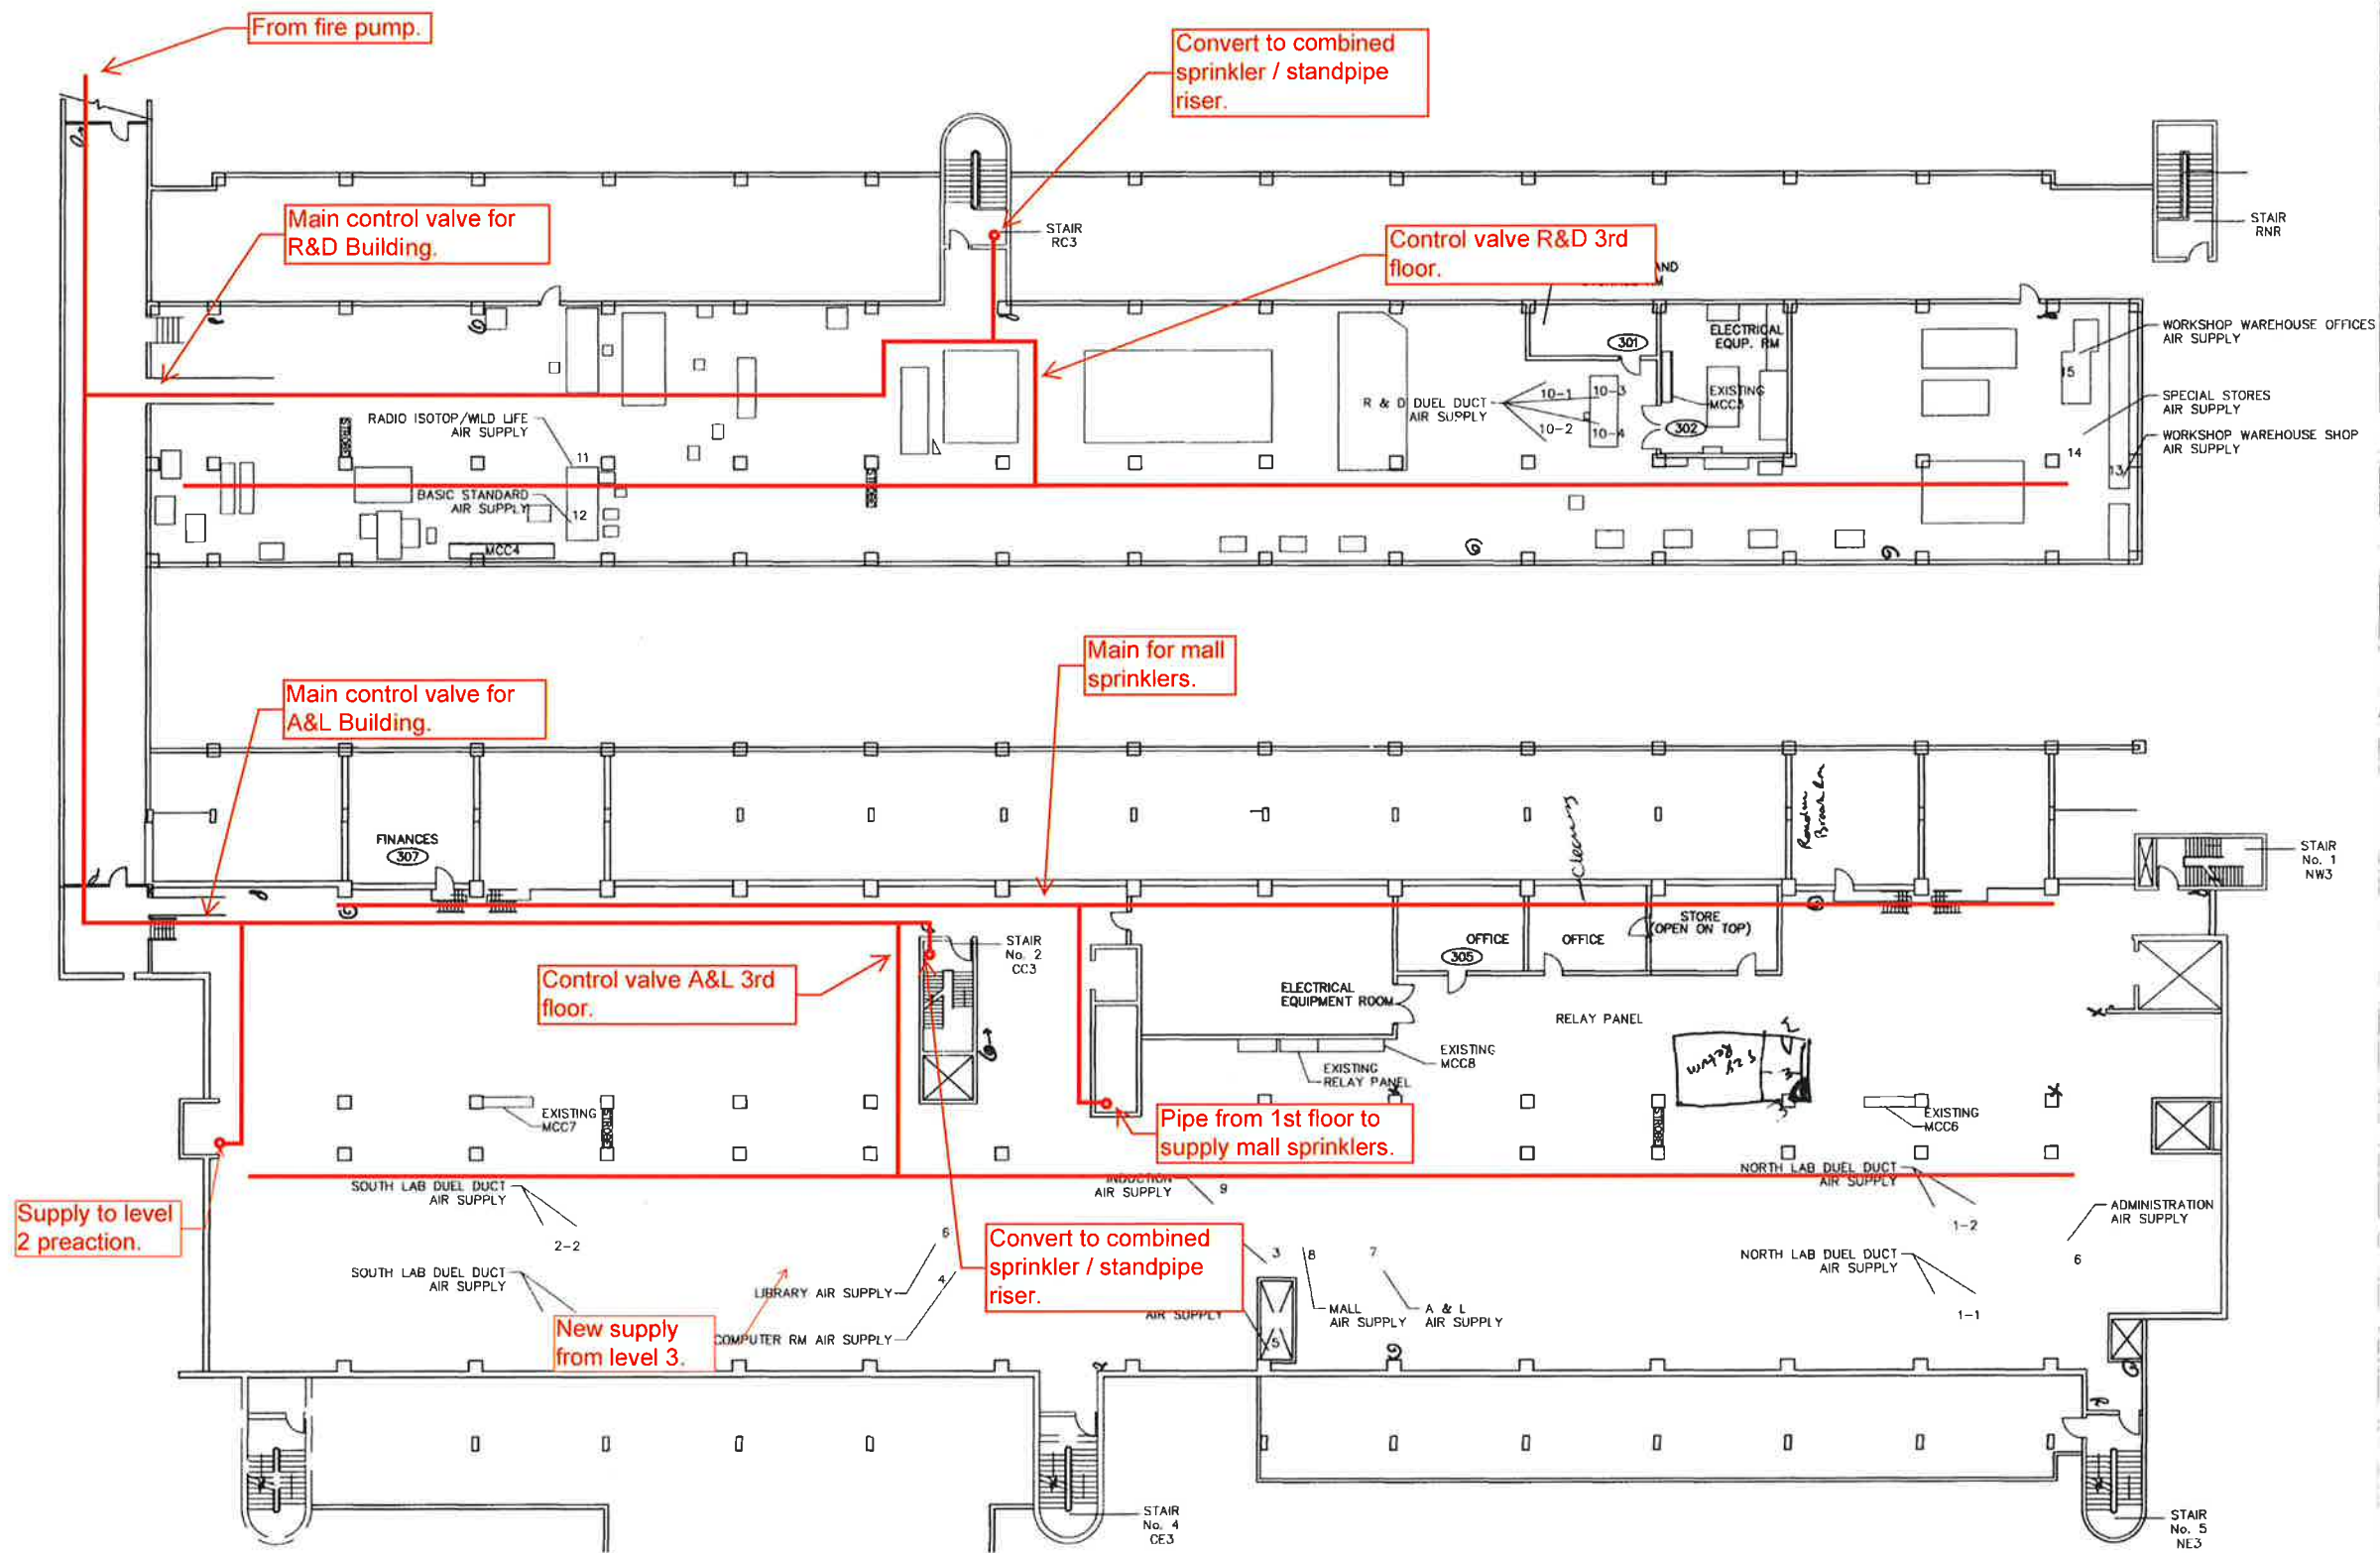 From fire pump.
Convert to combined
sprinkler / standpipe
riser.
STAIR
RC3
STAIR
RNR
Main control valve for
R&D Building.
Control valve R&D 3rd
floor.
AND
M
ELECTRICAL
EQUP. RM
301
WORKSHOP WAREHOUSE OFFICES
AIR SUPPLY
15
10-1
10-3
EXISTING
MCC3
R & D DUEL DUCT
AIR SUPPLY
10-2
10-4
302
SPECIAL STORES
AIR SUPPLY
RADIO ISOTOP/WILD LIFE
AIR SUPPLY
STROBE
WORKSHOP WAREHOUSE SHOP
AIR SUPPLY
14
13
11
BASIC STANDARD
AIR SUPPLY
12
STROBE
MCC4
Main for mall
sprinklers.
Main control valve for
A&L Building.
Cleaning
FINANCES
307
STAIR
No. 1
NW3
STORE
(OPEN ON TOP)
OFFICE
OFFICE
305
STAIR
No. 2
CC3
Control valve A&L 3rd
floor.
ELECTRICAL
EQUIPMENT ROOM
RELAY PANEL
EXISTING
MCC8
EXISTING
RELAY PANEL
EXISTING
MCC7
STROBE
Pipe from 1st floor to
supply mall sprinklers.
STROBE
EXISTING
MCC6
INDUCTION
AIR SUPPLY
9
NORTH LAB DUEL DUCT
AIR SUPPLY
1-2
SOUTH LAB DUEL DUCT
AIR SUPPLY
2-2
Supply to level
2 preaction.
ADMINISTRATION
AIR SUPPLY
6
6
Convert to combined
sprinkler / standpipe
riser.
3
8
7
NORTH LAB DUEL DUCT
AIR SUPPLY
1-1
SOUTH LAB DUEL DUCT
AIR SUPPLY
4
LIBRARY AIR SUPPLY
New supply
from level 3.
COMPUTER RM AIR SUPPLY
AIR SUPPLY
5
MALL
AIR SUPPLY
A & L
AIR SUPPLY
STAIR
No. 4
CE3
STAIR
No. 5
NE3